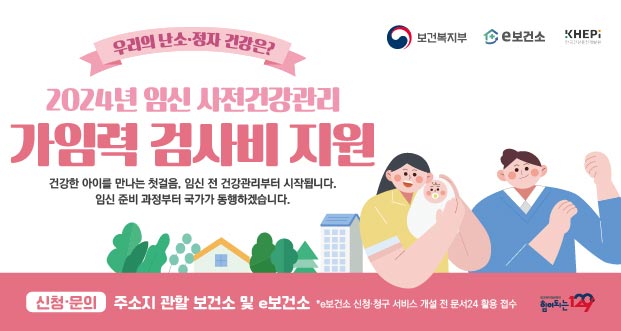 우리의 난소·정자 건강은?
보건복지부
e보건소
KHEPI
2024년 임신 사전건강관리
가임력 검사비 지원
건강한 아이를 만나는 첫걸음, 임신 전 건강관리부터 시작됩니다.
임신 준비 과정부터 국가가 동행하겠습니다.
신청·문의 주소지 관할 보건소 및 e보건소 *e보건소 신청·청구 서비스 개설 전 문서24 활용 접수
힘이되는 129